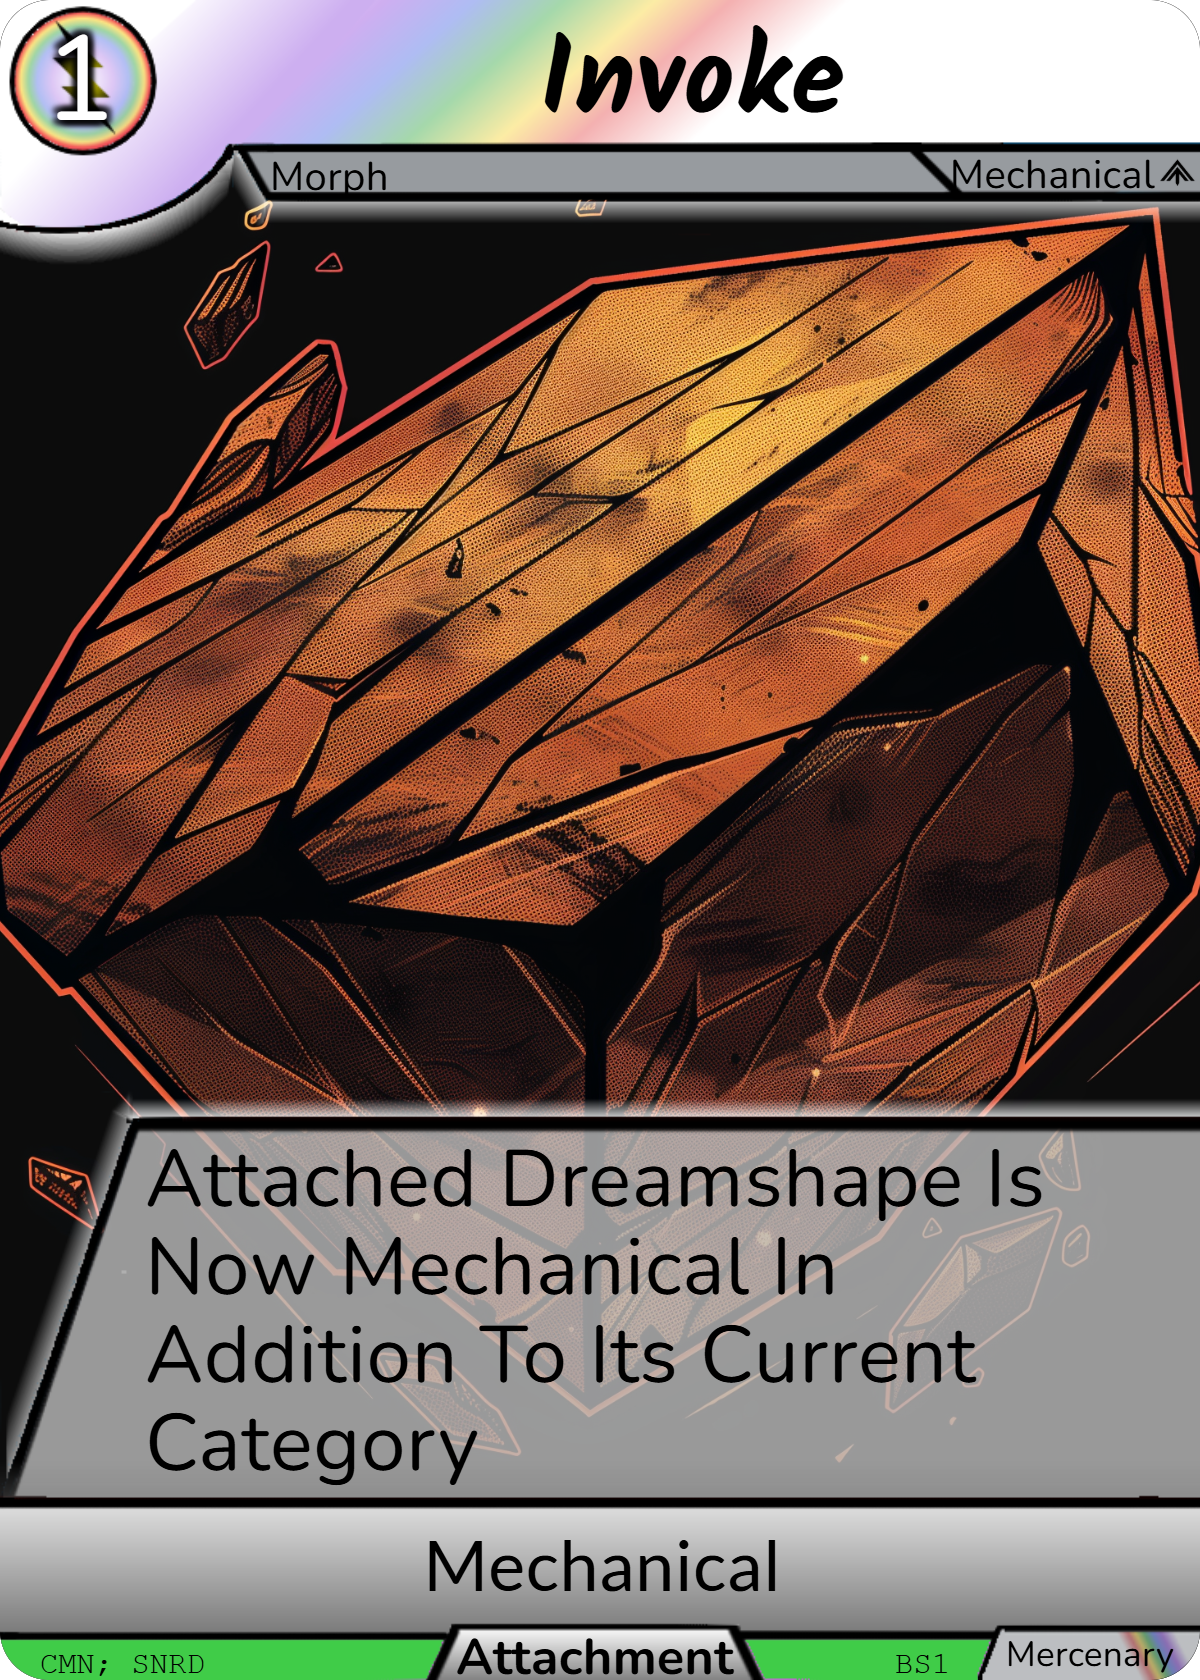 1
Invoke
Morph
Mechanical
Attached Dreamshape Is
Now Mechanical In
Addition To Its Current
Category
Mechanical
CMN; SNRD
Attachment
BS1
Mercenary